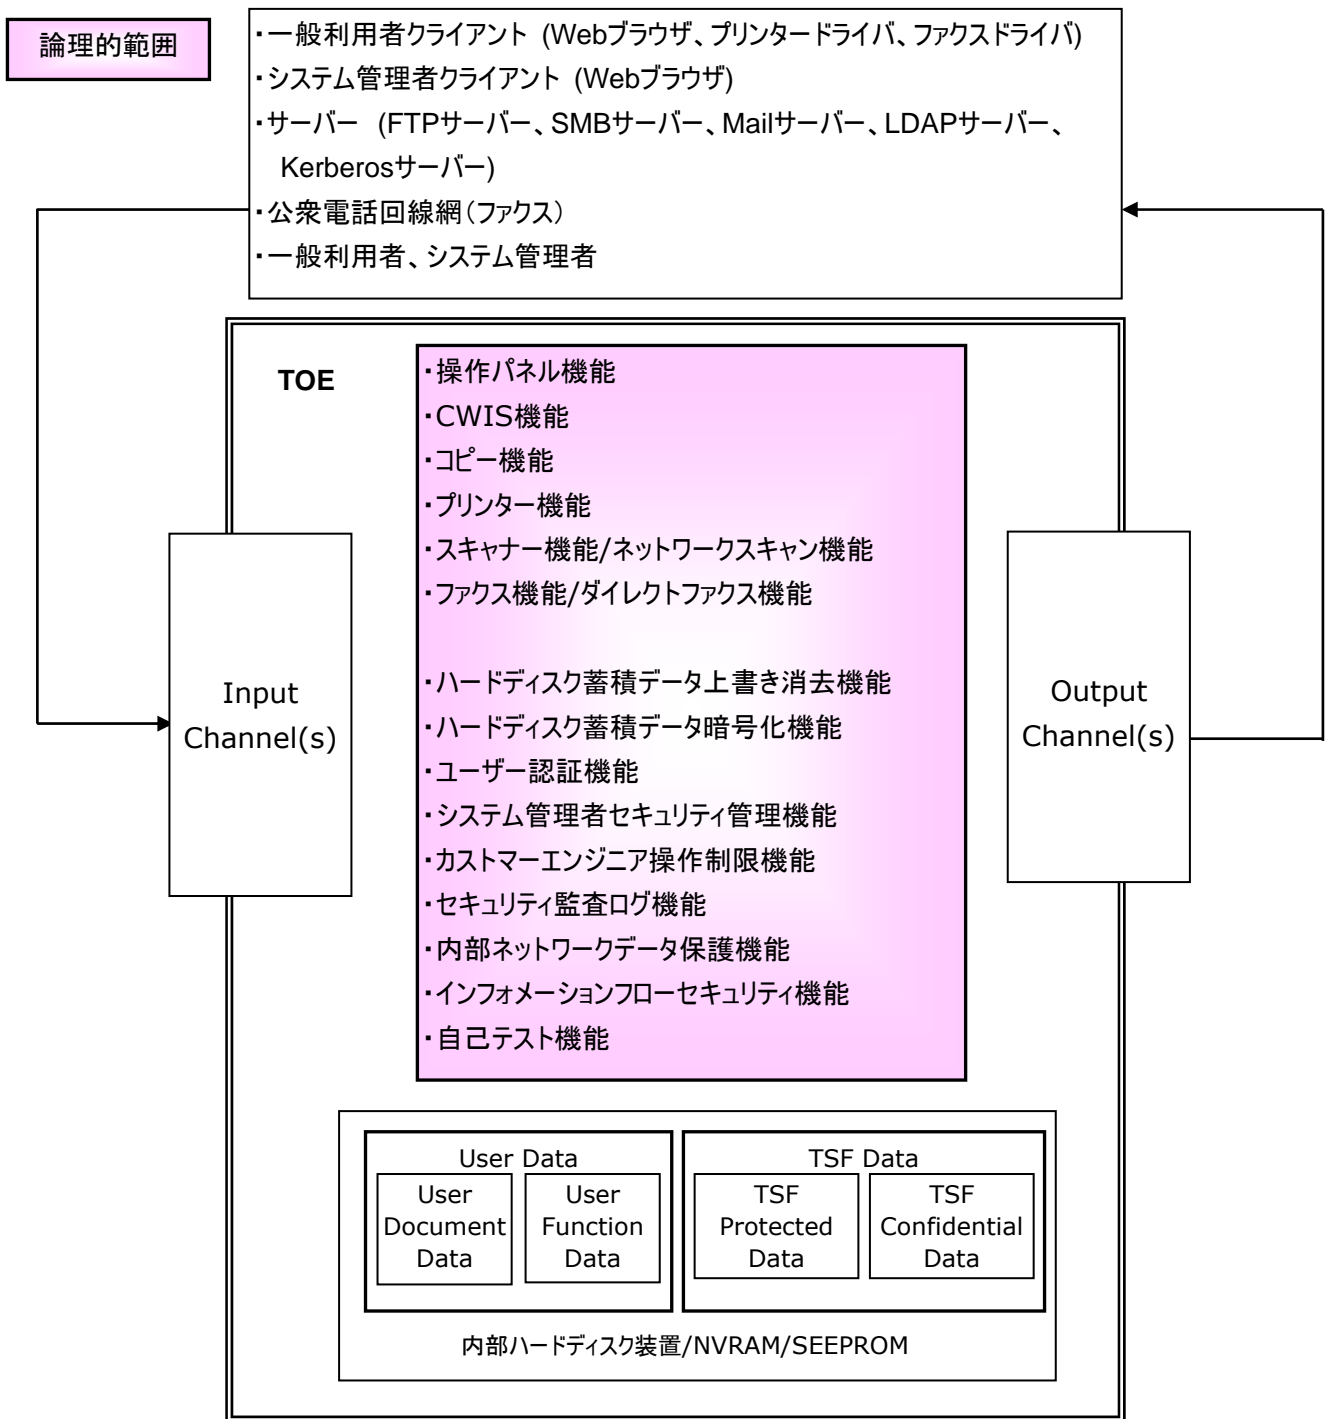 論理的範囲
・一般利用者クライアント (Webブラウザ、プリンタードライバ、ファクスドライバ)
・システム管理者クライアント (Webブラウザ)
・サーバー (FTPサーバー、SMBサーバー、Mailサーバー、LDAPサーバー、
Kerberosサーバー)
・公衆電話回線網(ファクス)
・一般利用者、システム管理者
TOE
・操作パネル機能
・CWIS機能
・コピー機能
・プリンター機能
・スキャナー機能/ネットワークスキャン機能
・ファクス機能/ダイレクトファクス機能
・ハードディスク蓄積データ上書き消去機能
・ハードディスク蓄積データ暗号化機能
・ユーザー認証機能
・システム管理者セキュリティ管理機能
・カストマーエンジニア操作制限機能
・セキュリティ監査ログ機能
・内部ネットワークデータ保護機能
・インフォメーションフローセキュリティ機能
・自己テスト機能
Input
Channel(s)
Output
Channel(s)
User Data
User
Document
Data
User
Function
Data
TSF Data
TSF
Protected
Data
TSF
Confidential
Data
内部ハードディスク装置/NVRAM/SEEPROM